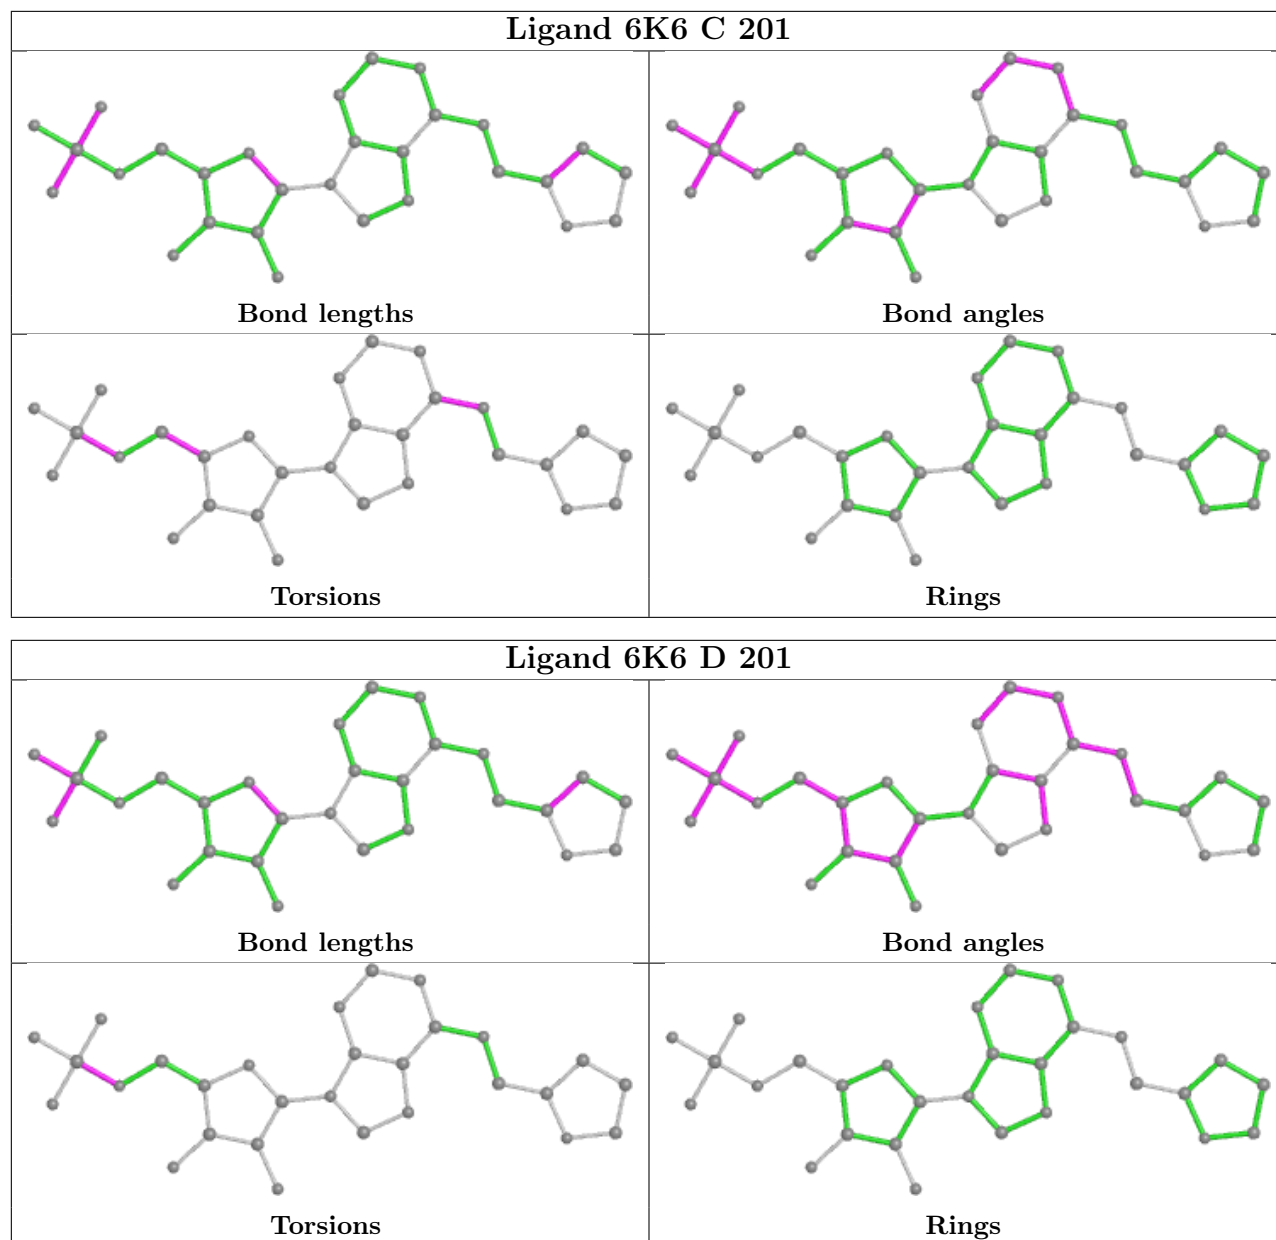 Ligand 6K6 C 201
Bond lengths
Bond angles
Torsions
Rings
Ligand 6K6 D 201
Bond lengths
Bond angles
Torsions
Rings